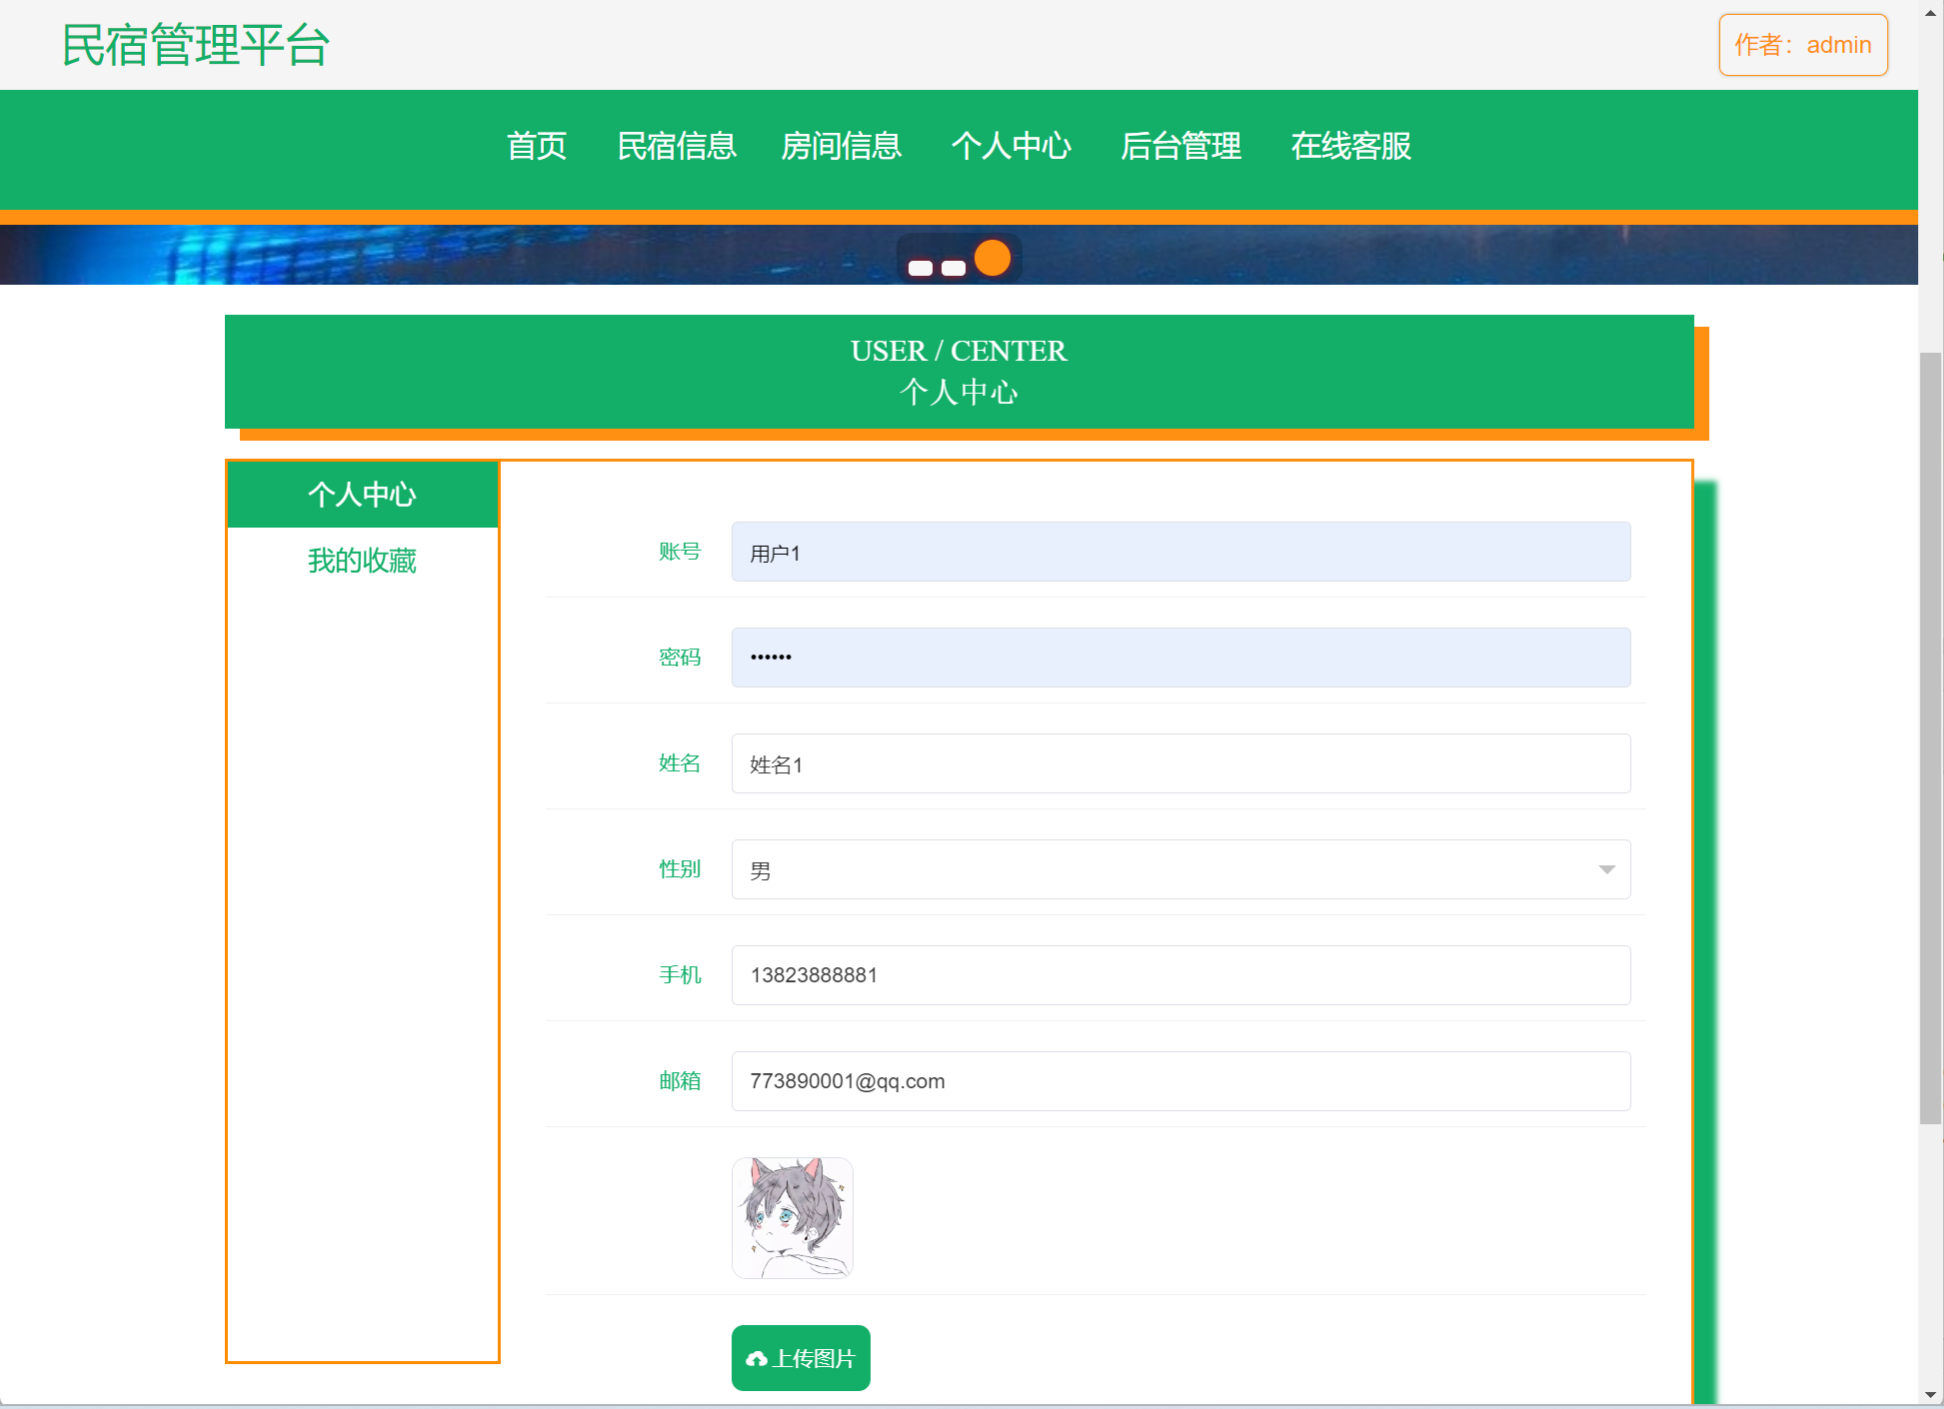 民宿管理平台
作者：admin
首页 民宿信息 房间信息 个人中心 后台管理 在线客服
USER / CENTER
个人中心
个人中心
我的收藏
账号 用户1
密码 ••••••
姓名 姓名1
性别 男
手机 13823888881
邮箱 773890001@qq.com
上传图片